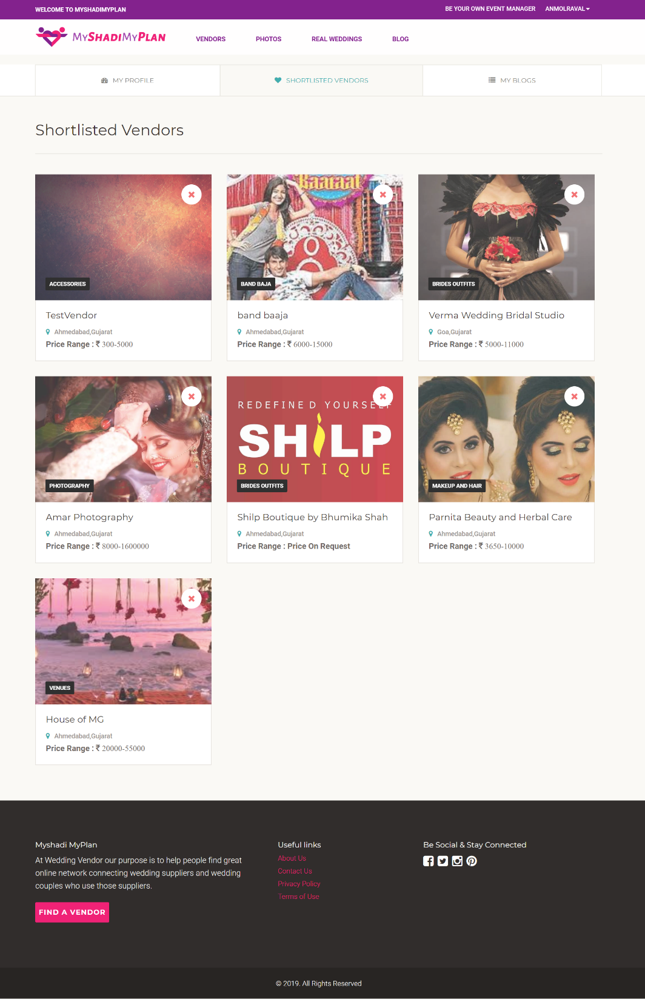 WELCOME TO MYSHADIMYPLAN
BE YOUR OWN EVENT MANAGER
ANMOLRAVAL
MYSHADIMYPLAN
VENDORS
PHOTOS
REAL WEDDINGS
BLOG
MY PROFILE
SHORTLISTED VENDORS
MY BLOGS
Shortlisted Vendors
ACCESSORIES
TestVendor
Ahmedabad,Gujarat
Price Range : ₹ 300-5000
Baaraat
BAND BAJA
band baaja
Ahmedabad,Gujarat
Price Range : ₹ 6000-15000
BRIDES OUTFITS
Verma Wedding Bridal Studio
Goa,Gujarat
Price Range : ₹ 5000-11000
PHOTOGRAPHY
Amar Photography
Ahmedabad,Gujarat
Price Range : ₹ 8000-1600000
REDEFINED YOURSELF
SHILP
BOUTIQUE
BRIDES OUTFITS
Shilp Boutique by Bhumika Shah
Ahmedabad,Gujarat
Price Range : Price On Request
MAKEUP AND HAIR
Parnita Beauty and Herbal Care
Ahmedabad,Gujarat
Price Range : ₹ 3650-10000
VENUES
House of MG
Ahmedabad,Gujarat
Price Range : ₹ 20000-55000
Myshadi MyPlan
At Wedding Vendor our purpose is to help people find great
online network connecting wedding suppliers and wedding
couples who use those suppliers.
FIND A VENDOR
Useful links
About Us
Contact Us
Privacy Policy
Terms of Use
Be Social & Stay Connected
© 2019. All Rights Reserved